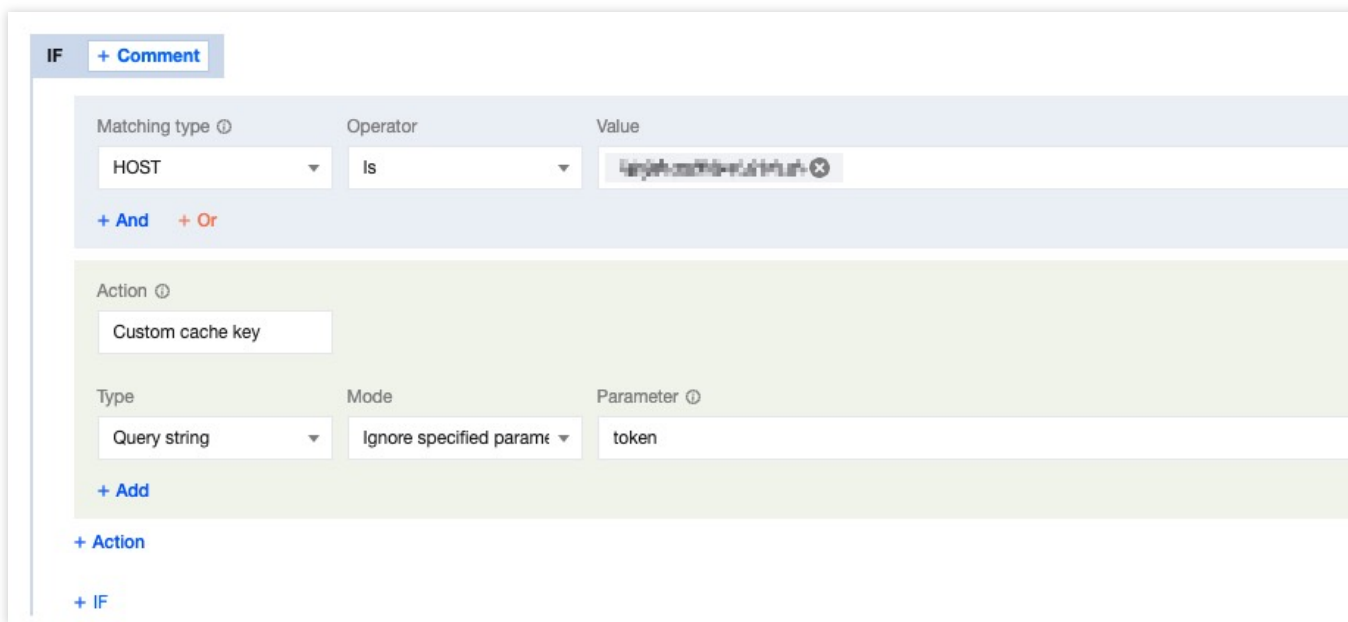 IF + Comment
Matching type Operator Value
HOST Is
+ And + Or
Action
Custom cache key
Type Mode Parameter
Query string Ignore specified parame token
+ Add
+ Action
+ IF